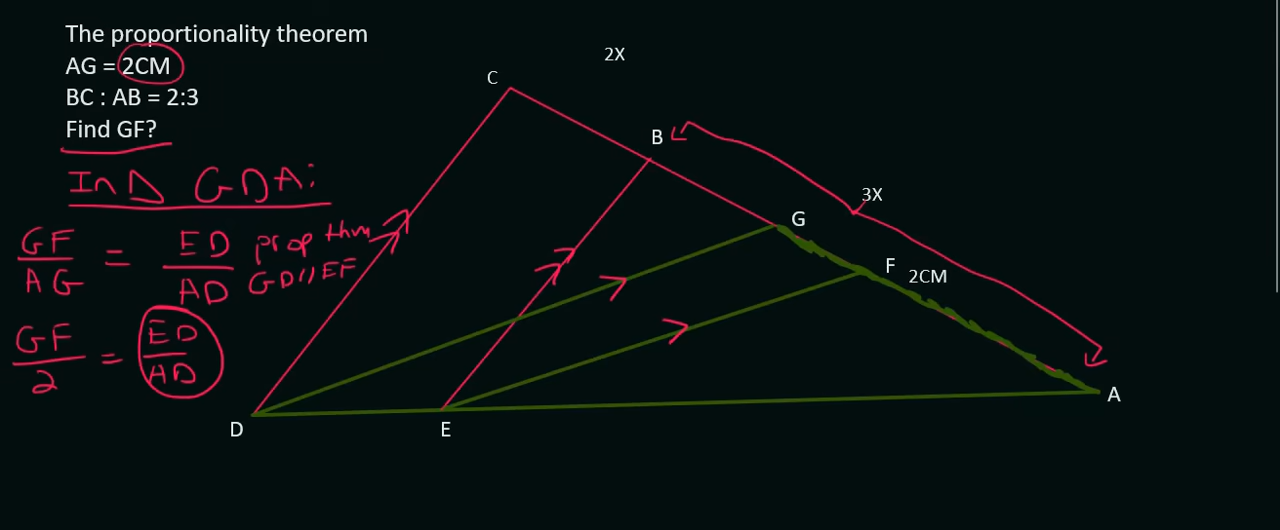 The proportionality theorem
AG = 2CM
BC : AB = 2:3
Find GF?
In Δ GDA:
GF/AG = ED/AD prop thm GD//EF
GF/2 = ED/AD
2X
C
B
3X
G
F
2CM
A
D
E